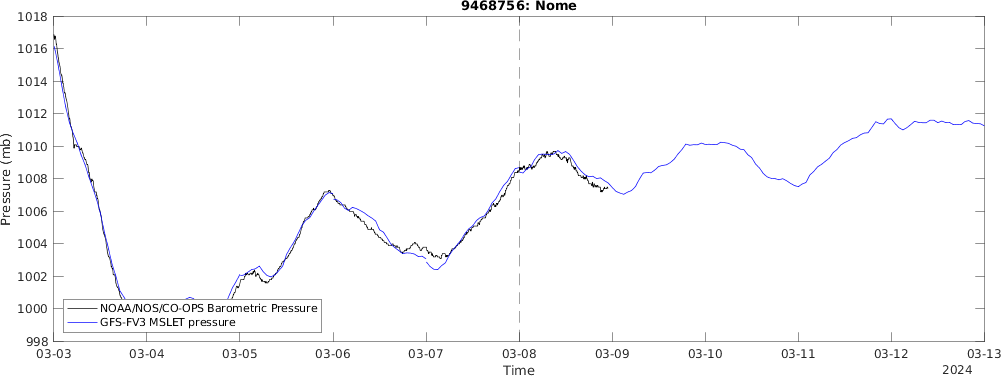 9468756: Nome
1018
1016
1014
1012
1010
1008
1006
1004
1002
1000
998
Pressure (mb)
NOAA/NOS/CO-OPS Barometric Pressure
GFS-FV3 MSLET pressure
03-03 03-04 03-05 03-06 03-07 03-08 03-09 03-10 03-11 03-12 03-13
Time
2024